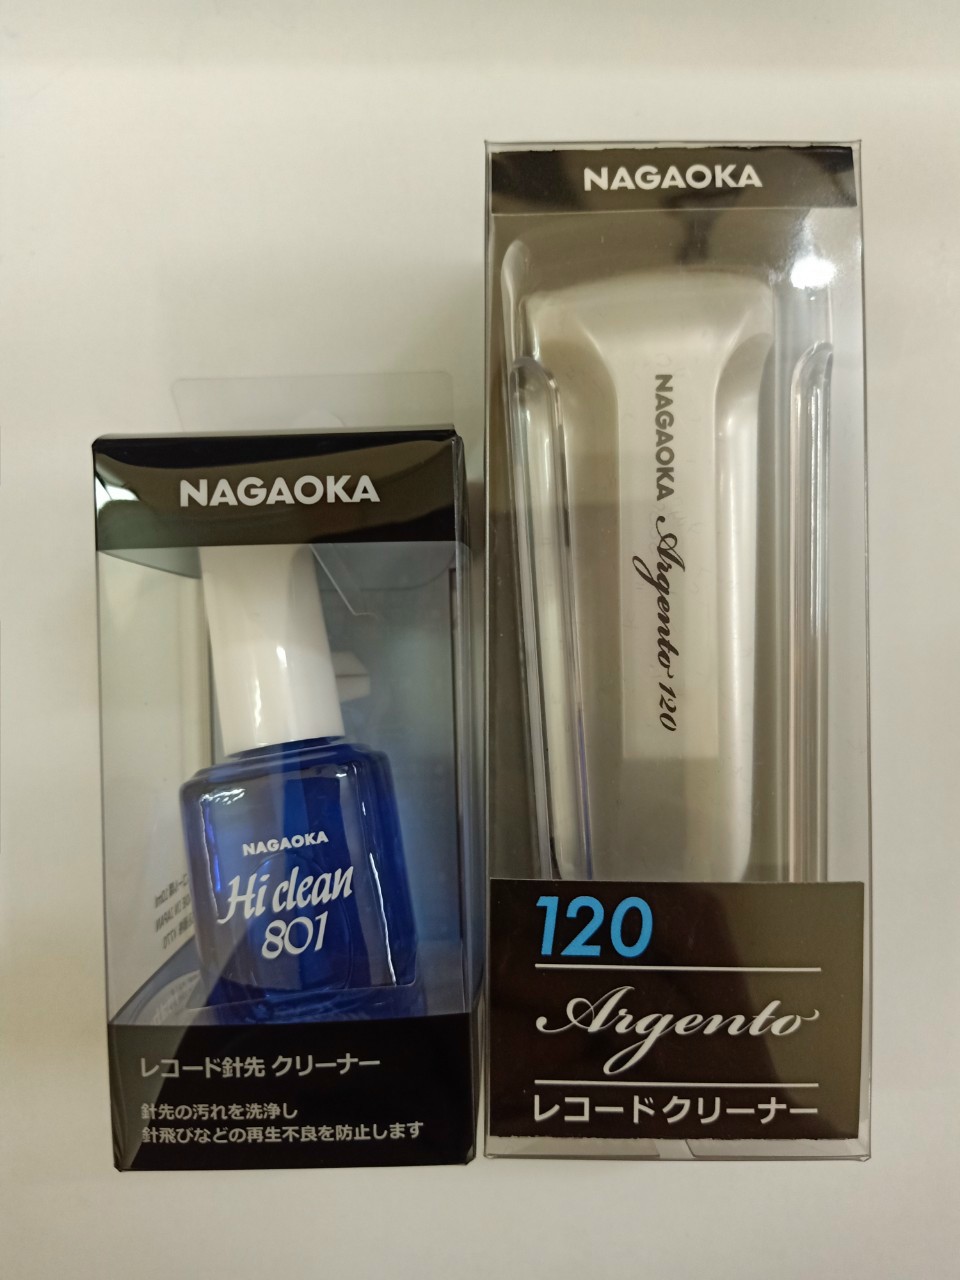 NAGAOKA
NAGAOKA
Hi clean
801
レコード針先 クリーナー
針先の汚れを洗浄し
針飛びなどの再生不良を防止します
NAGAOKA
NAGAOKA Argento 120
120
Argento
レコードクリーナー